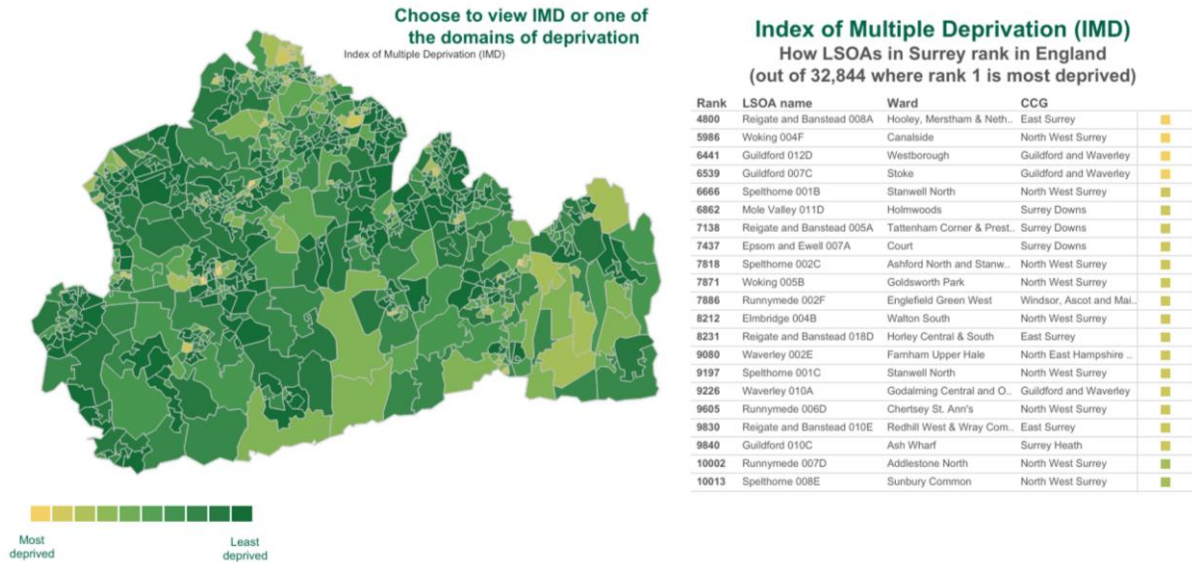 Choose to view IMD or one of
the domains of deprivation
Index of Multiple Deprivation (IMD)
Most
deprived
Least
deprived
Index of Multiple Deprivation (IMD)
How LSOAs in Surrey rank in England
(out of 32,844 where rank 1 is most deprived)
Rank LSOA name Ward CCG
4800 Reigate and Banstead 008A Hooley, Merstham & Neth.. East Surrey
5986 Woking 004F Canalside North West Surrey
6441 Guildford 012D Westborough Guildford and Waverley
6539 Guildford 007C Stoke Guildford and Waverley
6666 Spelthorne 001B Stanwell North North West Surrey
6862 Mole Valley 011D Holmwoods Surrey Downs
7138 Reigate and Banstead 005A Tattenham Corner & Prest.. Surrey Downs
7437 Epsom and Ewell 007A Court Surrey Downs
7818 Spelthorne 002C Ashford North and Stanw.. North West Surrey
7871 Woking 005B Goldsworth Park North West Surrey
7886 Runnymede 002F Englefield Green West Windsor, Ascot and Mai..
8212 Elmbridge 004B Walton South North West Surrey
8231 Reigate and Banstead 018D Horley Central & South East Surrey
9080 Waverley 002E Farnham Upper Hale North East Hampshire ..
9197 Spelthorne 001C Stanwell North North West Surrey
9226 Waverley 010A Godalming Central and O.. Guildford and Waverley
9605 Runnymede 006D Chertsey St. Ann's North West Surrey
9830 Reigate and Banstead 010E Redhill West & Wray Com.. East Surrey
9840 Guildford 010C Ash Wharf Surrey Heath
10002 Runnymede 007D Addlestone North North West Surrey
10013 Spelthorne 008E Sunbury Common North West Surrey